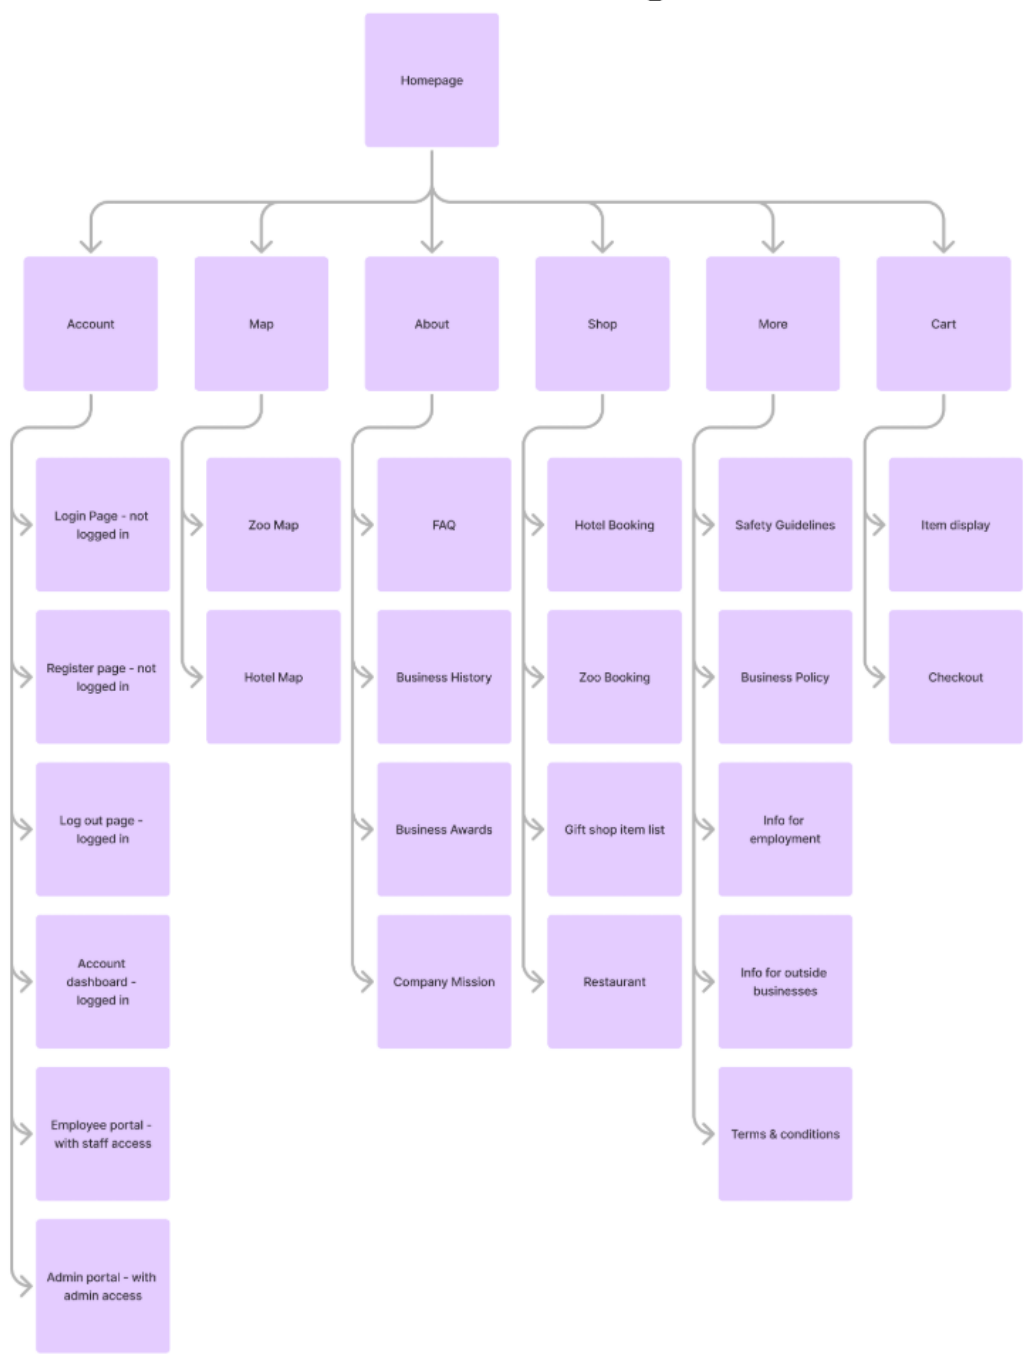 Homepage
Account
Map
About
Shop
More
Cart
Login Page - not
logged in
Zoo Map
FAQ
Hotel Booking
Safety Guidelines
Item display
Register page - not
logged in
Hotel Map
Business History
Zoo Booking
Business Policy
Checkout
Log out page -
logged in
Business Awards
Gift shop item list
Info for
employment
Account
dashboard -
logged in
Company Mission
Restaurant
Info for outside
businesses
Employee portal -
with staff access
Terms & conditions
Admin portal - with
admin access